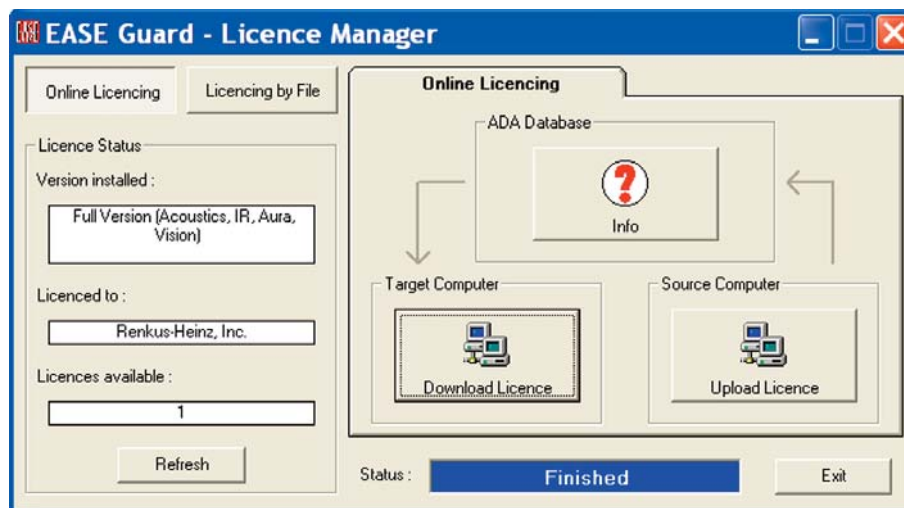 EASE EASE Guard - Licence Manager
Online Licencing
Licencing by File
Licence Status
Version installed :
Full Version (Acoustics, IR, Aura,
Vision)
Licenced to :
Renkus-Heinz, Inc.
Licences available :
1
Refresh
Online Licencing
ADA Database
?
Info
Target Computer
Download Licence
Source Computer
Upload Licence
Status :
Finished
Exit